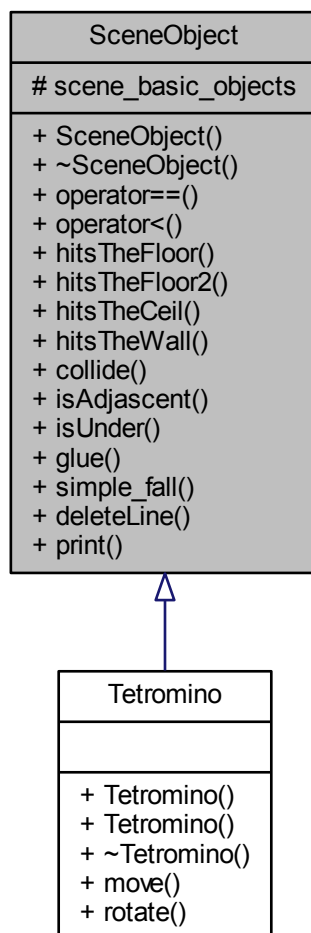 SceneObject
# scene_basic_objects
+ SceneObject()
+ ~SceneObject()
+ operator==()
+ operator<()
+ hitsTheFloor()
+ hitsTheFloor2()
+ hitsTheCeil()
+ hitsTheWall()
+ collide()
+ isAdjascent()
+ isUnder()
+ glue()
+ simple_fall()
+ deleteLine()
+ print()
Tetromino
+ Tetromino()
+ Tetromino()
+ ~Tetromino()
+ move()
+ rotate()